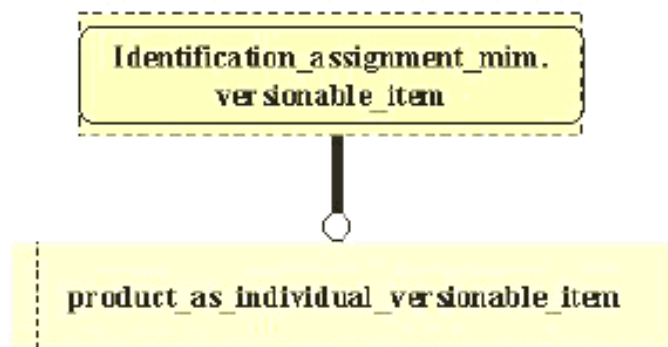 Identification_assignment_mim.
versionable_item
product_as_individual_versionable_item